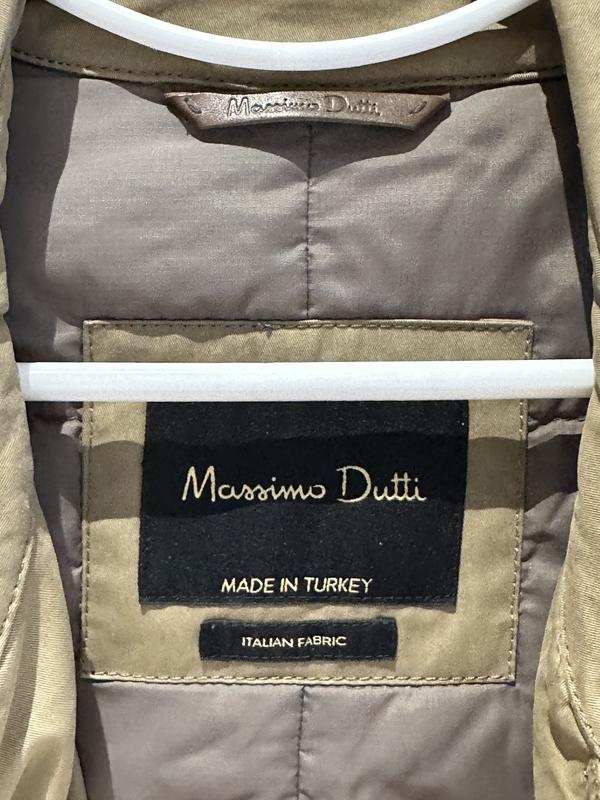 Massimo Dutti
Massimo Dutti
MADE IN TURKEY
ITALIAN FABRIC